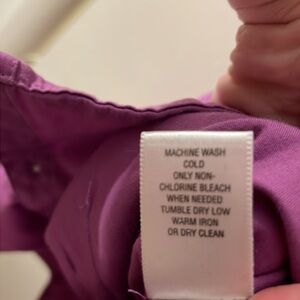 MACHINE WASH
COLD
ONLY NON-
CHLORINE BLEACH
WHEN NEEDED
TUMBLE DRY LOW
WARM IRON
OR DRY CLEAN